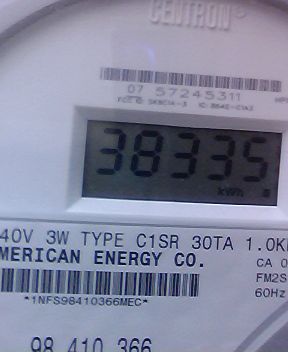 CENTRON®
07 57245311
38335
kWh
40V 3W TYPE C1SR 30TA 1.0K
MERICAN ENERGY CO.
CA 0
FM2S
*1NFS98410366MEC*
60Hz
98 410 366